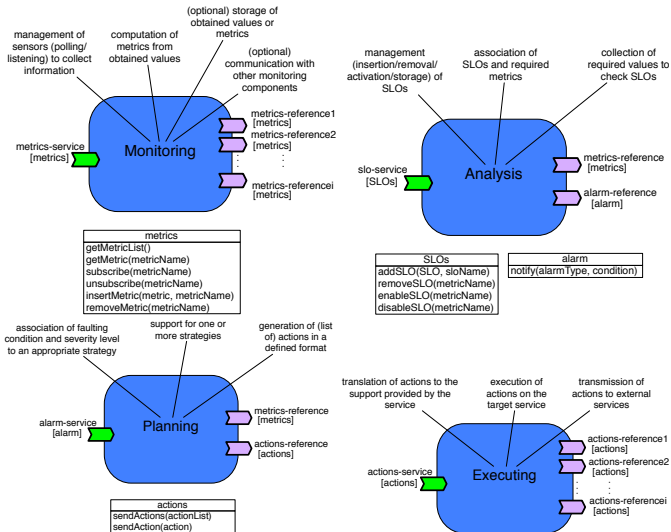 management of
sensors (polling/
listening) to collect
information
computation of
metrics from
obtained values
(optional) storage of
obtained values or
metrics
(optional)
communication with
other monitoring
components
metrics-service
[metrics]
Monitoring
metrics-reference1
[metrics]
metrics-reference2
[metrics]
metrics-referencei
[metrics]
metrics
getMetricList()
getMetric(metricName)
subscribe(metricName)
unsubscribe(metricName)
insertMetric(metric, metricName)
removeMetric(metricName)
management
(insertion/removal/
activation/storage) of
SLOs
association of
SLOs and required
metrics
collection of
required values to
check SLOs
slo-service
[SLOs]
Analysis
metrics-reference
[metrics]
alarm-reference
[alarm]
SLOs
addSLO(SLO, sloName)
removeSLO(metricName)
enableSLO(metricName)
disableSLO(metricName)
alarm
notify(alarmType, condition)
association of faulting
condition and severity level
to an appropriate strategy
support for one or
more strategies
generation of (list
of) actions in a
defined format
alarm-service
[alarm]
Planning
metrics-reference
[metrics]
actions-reference
[actions]
actions
sendActions(actionList)
sendAction(action)
translation of actions to the
support provided by the
service
execution of
actions on the
target service
transmission of
actions to external
services
actions-service
[actions]
Executing
actions-reference1
[actions]
actions-reference2
[actions]
actions-referencei
[actions]